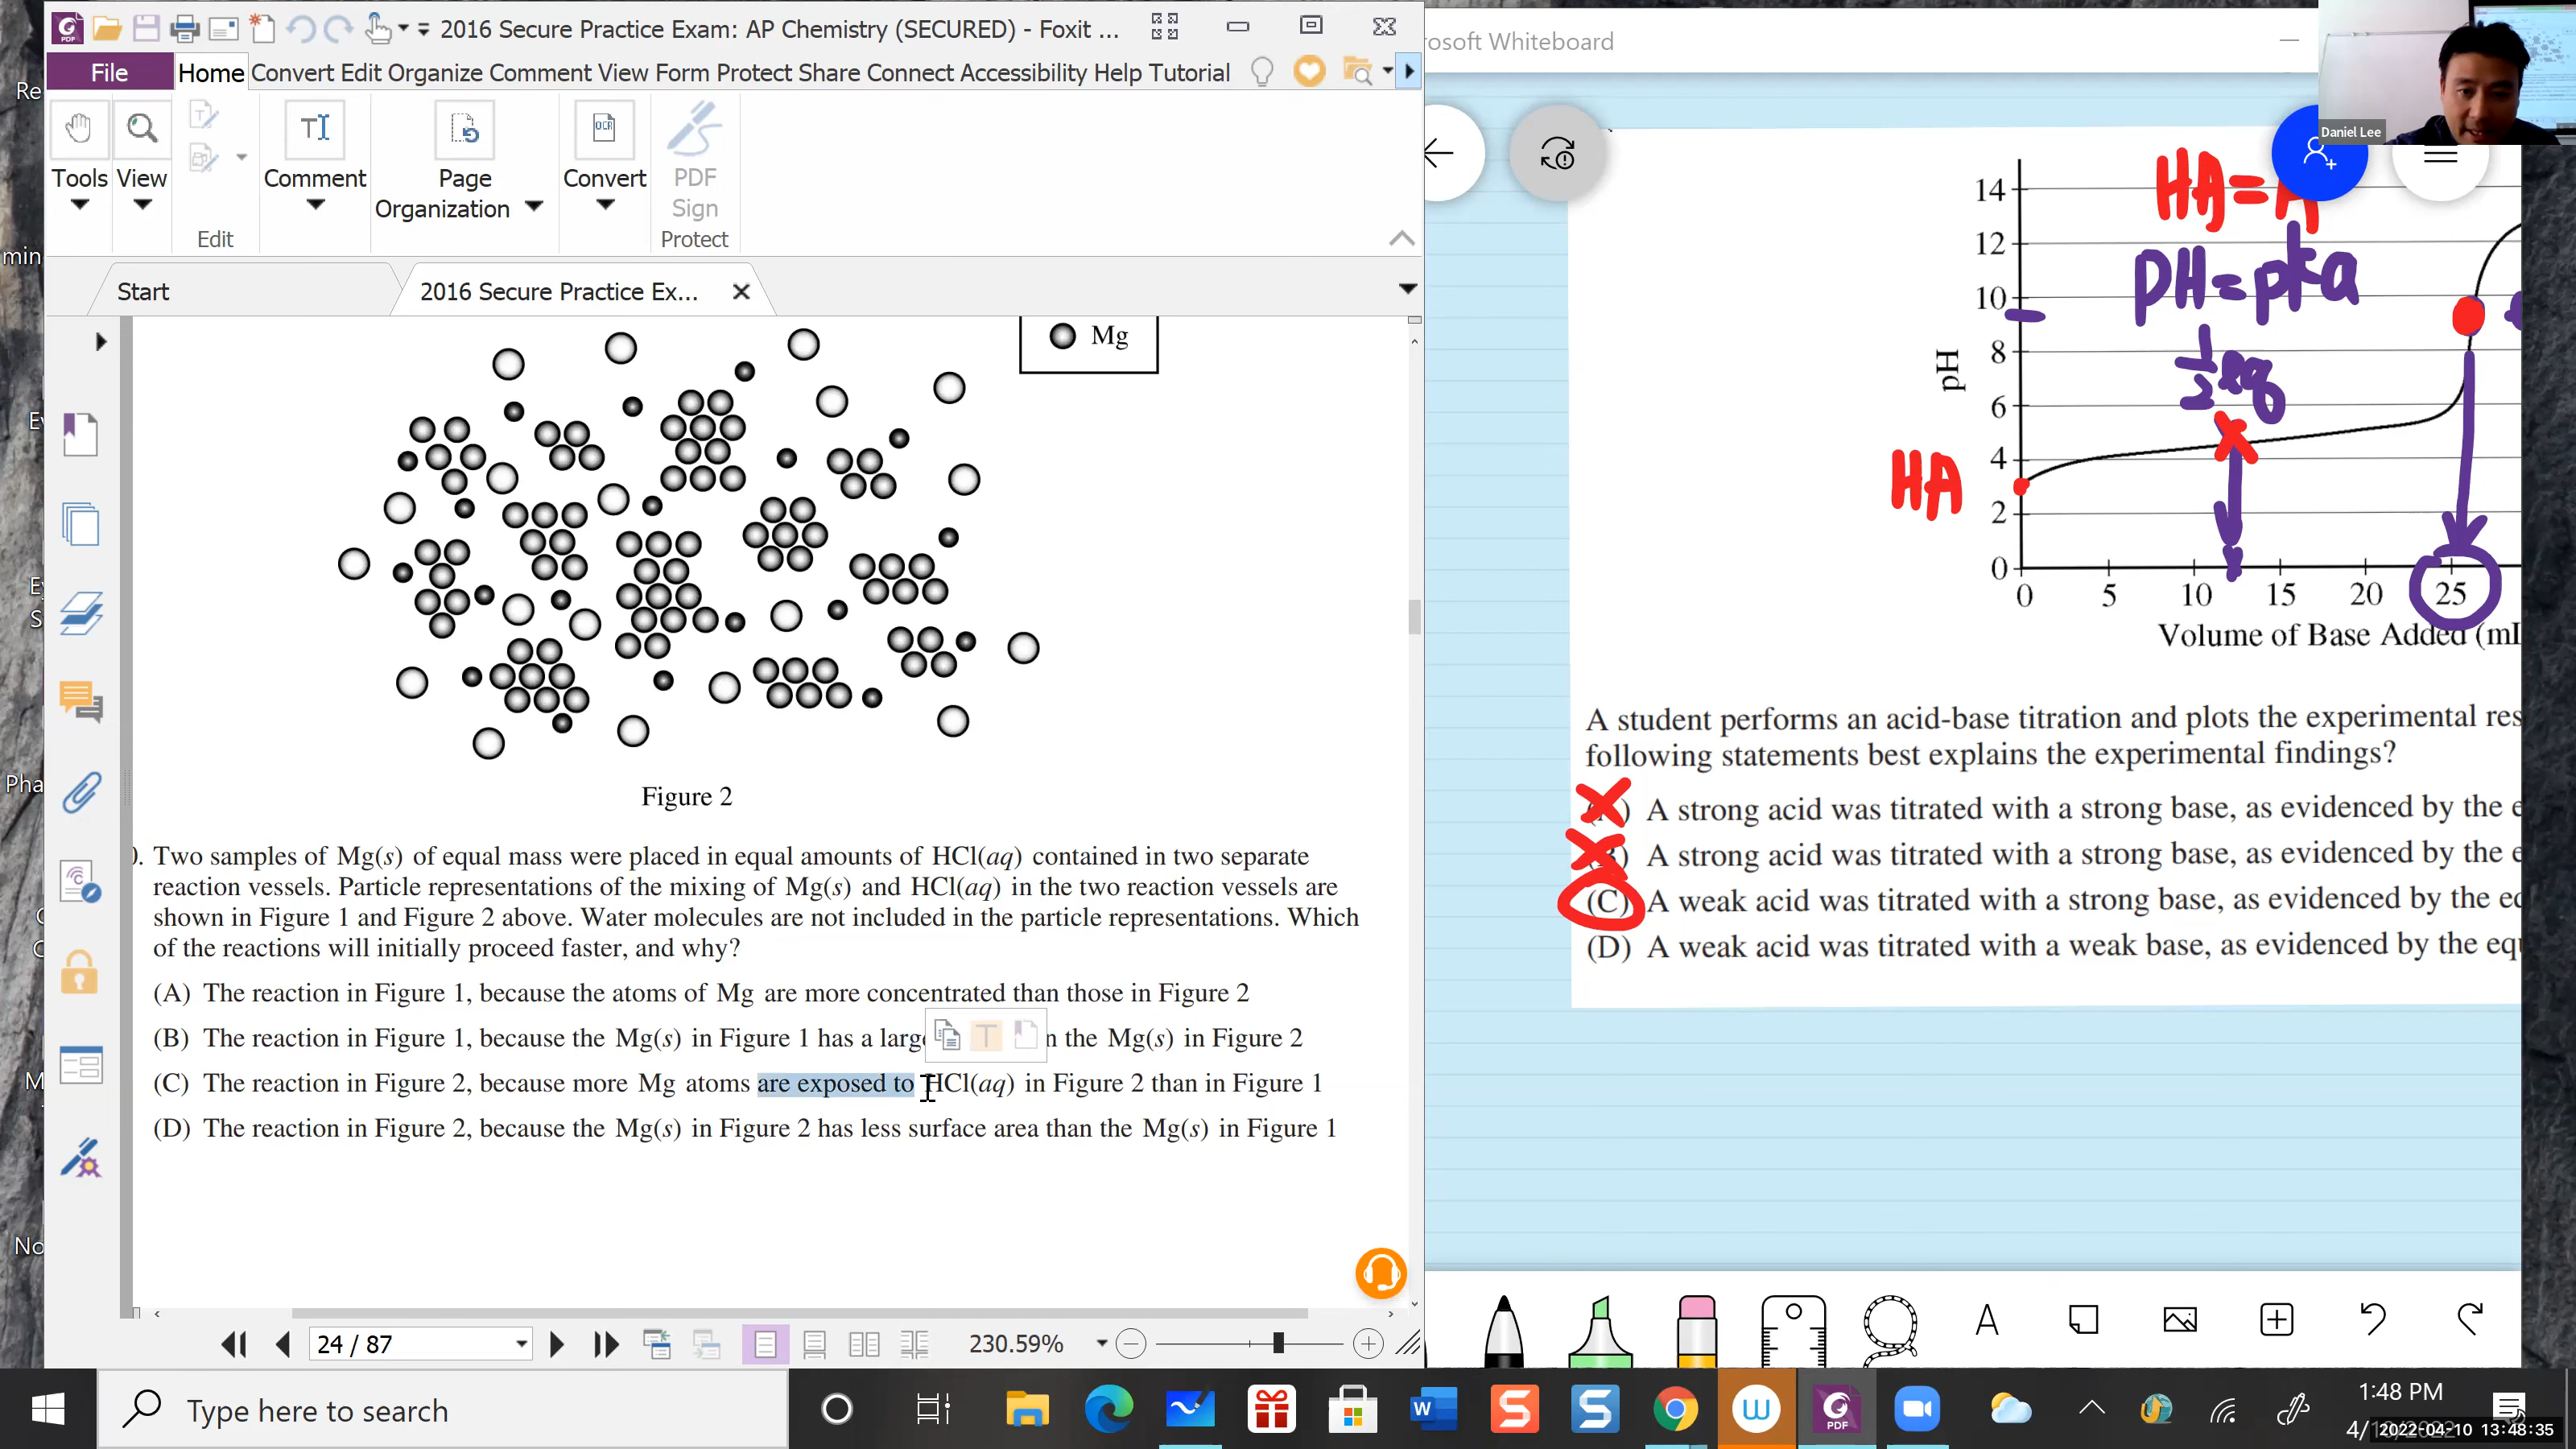 2016 Secure Practice Exam: AP Chemistry (SECURED) - Foxit ...
File Home Convert Edit Organize Comment View Form Protect Share Connect Accessibility Help Tutorial
Tools
View
Edit
Comment
Page
Organization
Convert
PDF
Sign
Protect
Start
2016 Secure Practice Ex...
Mg
Figure 2
Two samples of Mg(s) of equal mass were placed in equal amounts of HCl(aq) contained in two separate
reaction vessels. Particle representations of the mixing of Mg(s) and HCl(aq) in the two reaction vessels are
shown in Figure 1 and Figure 2 above. Water molecules are not included in the particle representations. Which
of the reactions will initially proceed faster, and why?
(A) The reaction in Figure 1, because the atoms of Mg are more concentrated than those in Figure 2
(B) The reaction in Figure 1, because the Mg(s) in Figure 1 has a large the Mg(s) in Figure 2
(C) The reaction in Figure 2, because more Mg atoms are exposed to HCl(aq) in Figure 2 than in Figure 1
(D) The reaction in Figure 2, because the Mg(s) in Figure 2 has less surface area than the Mg(s) in Figure 1
24 / 87
230.59%
osoft Whiteboard
Daniel Lee
HA = A
pH = pKa
1/2 eq
HA
pH
14
12
10
8
6
4
2
0
0 5 10 15 20 25
Volume of Base Added (mL
A student performs an acid-base titration and plots the experimental res
following statements best explains the experimental findings?
A strong acid was titrated with a strong base, as evidenced by the e
(B) A strong acid was titrated with a strong base, as evidenced by the e
(C) A weak acid was titrated with a strong base, as evidenced by the eq
(D) A weak acid was titrated with a weak base, as evidenced by the equ
Type here to search
1:48 PM
2022-04-10 13:48:35